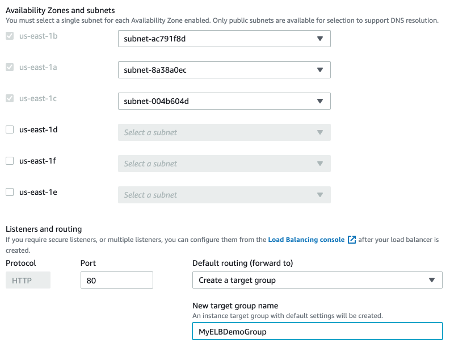 Availability Zones and subnets
You must select a single subnet for each Availability Zone enabled. Only public subnets are available for selection to support DNS resolution.
us-east-1b subnet-ac791f8d
us-east-1a subnet-8a38a0ec
us-east-1c subnet-004b604d
us-east-1d Select a subnet
us-east-1f Select a subnet
us-east-1e Select a subnet
Listeners and routing
If you require secure listeners, or multiple listeners, you can configure them from the Load Balancing console after your load balancer is
created.
Protocol Port Default routing (forward to)
HTTP 80 Create a target group
New target group name
An instance target group with default settings will be created.
MyELBDemoGroup